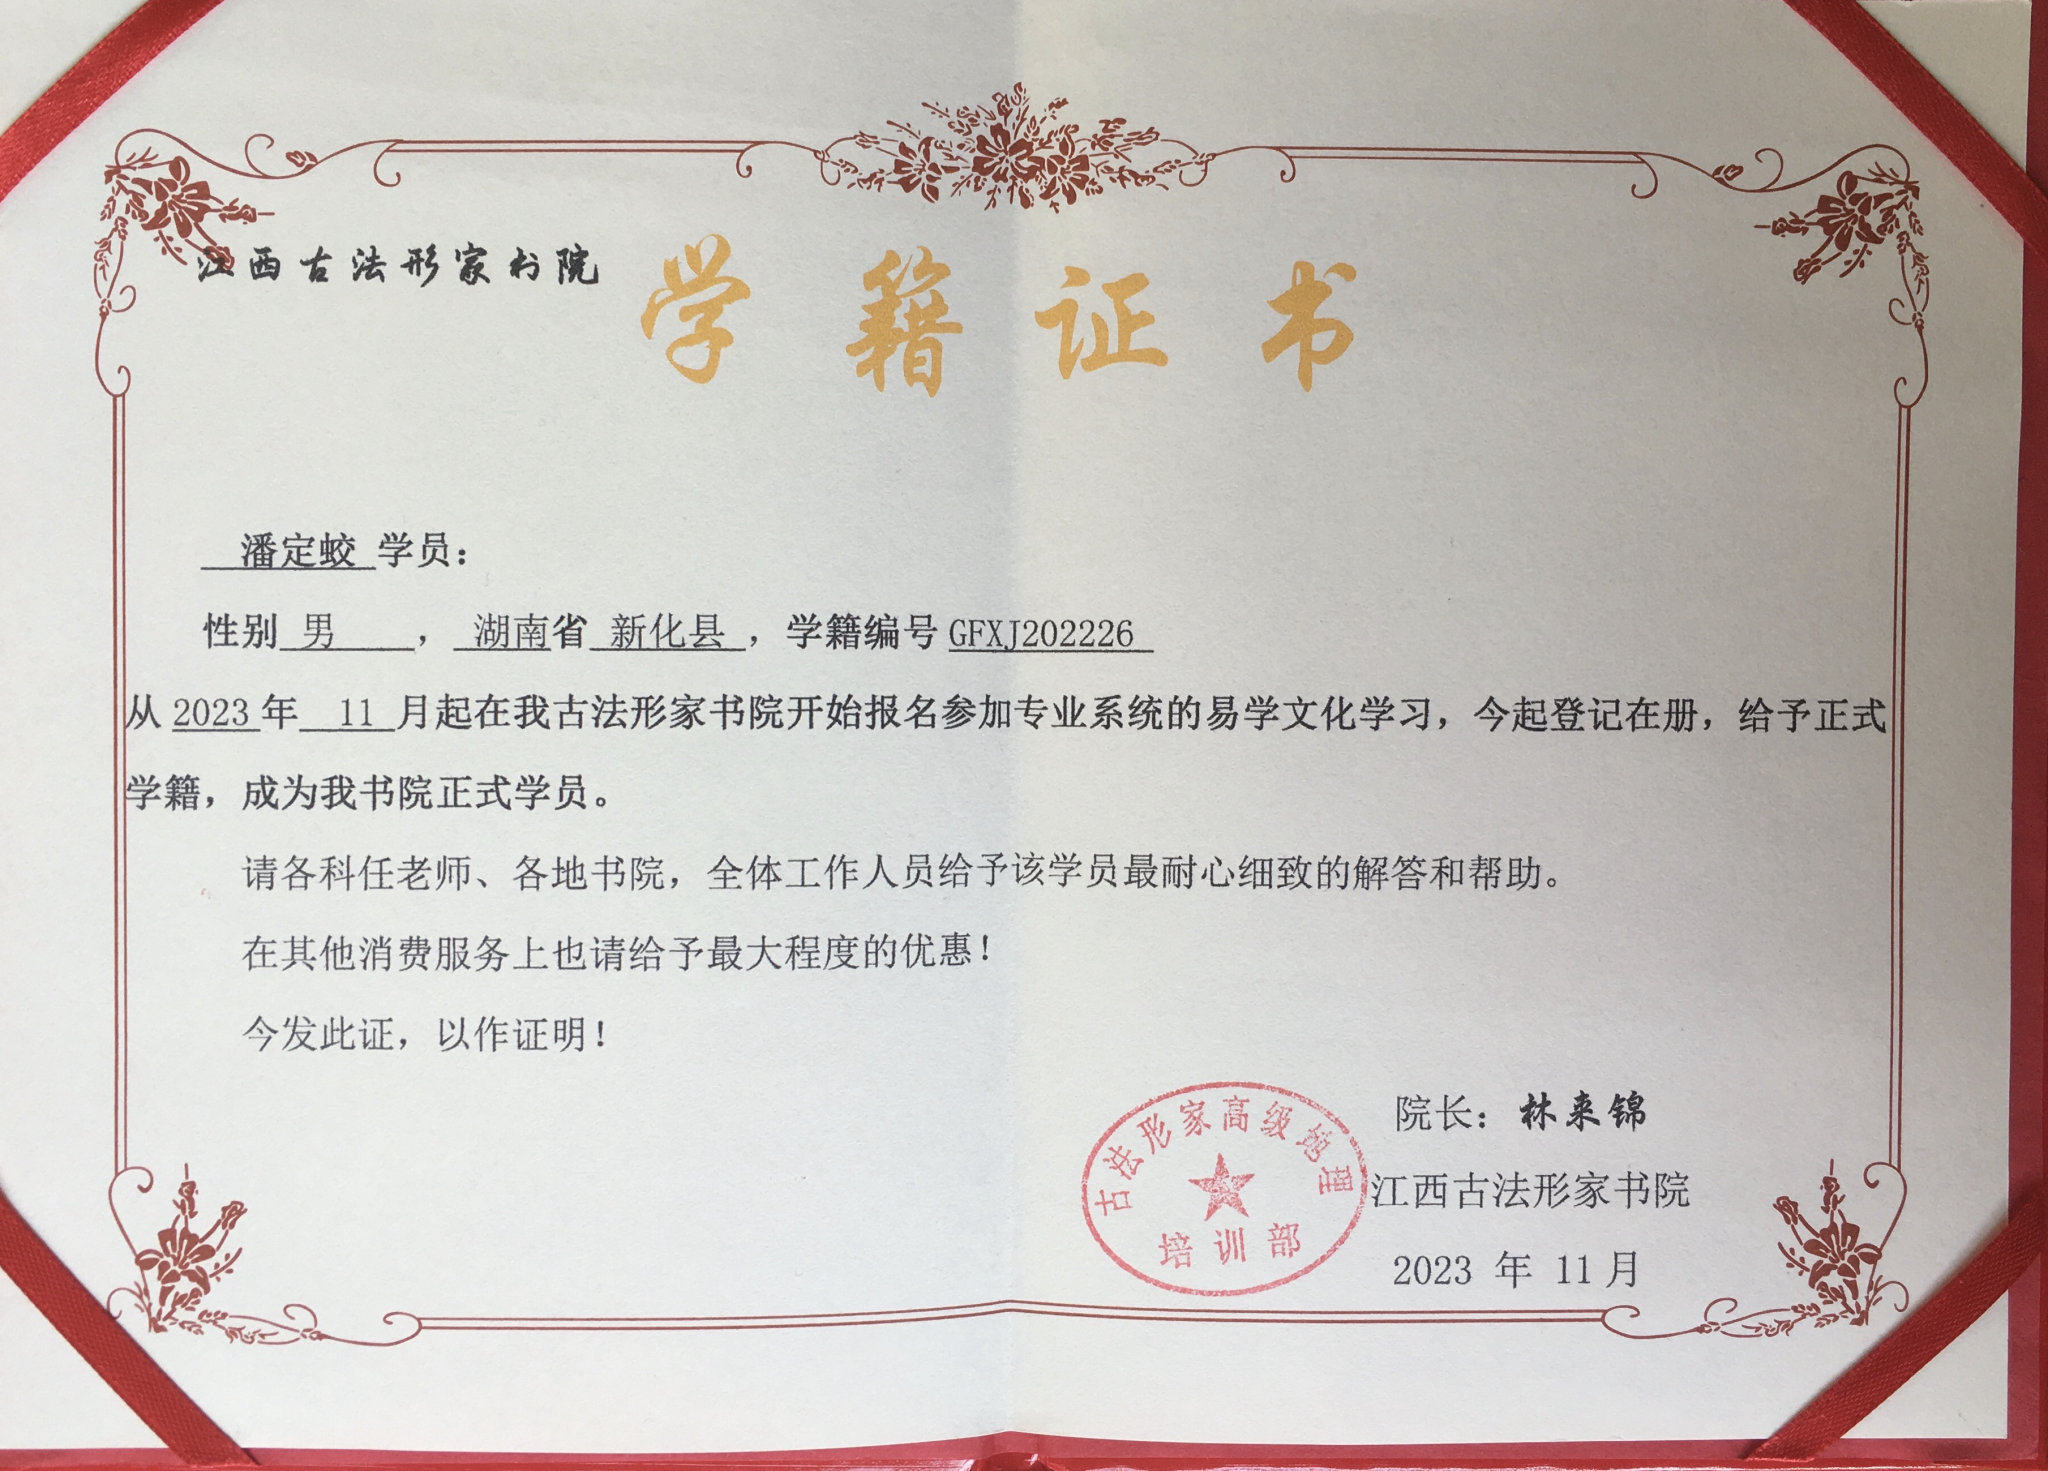 江西古法形家书院
学籍证书
潘定蛟 学员：
性别 男 ， 湖南省 新化县 ，学籍编号 GFXJ202226
从 2023 年 11 月起在我古法形家书院开始报名参加专业系统的易学文化学习，今起登记在册，给予正式
学籍，成为我书院正式学员。
请各科任老师、各地书院，全体工作人员给予该学员最耐心细致的解答和帮助。
在其他消费服务上也请给予最大程度的优惠！
今发此证，以作证明！
院长：林来锦
江西古法形家书院
2023 年 11 月
古法形家高级地理
培训部